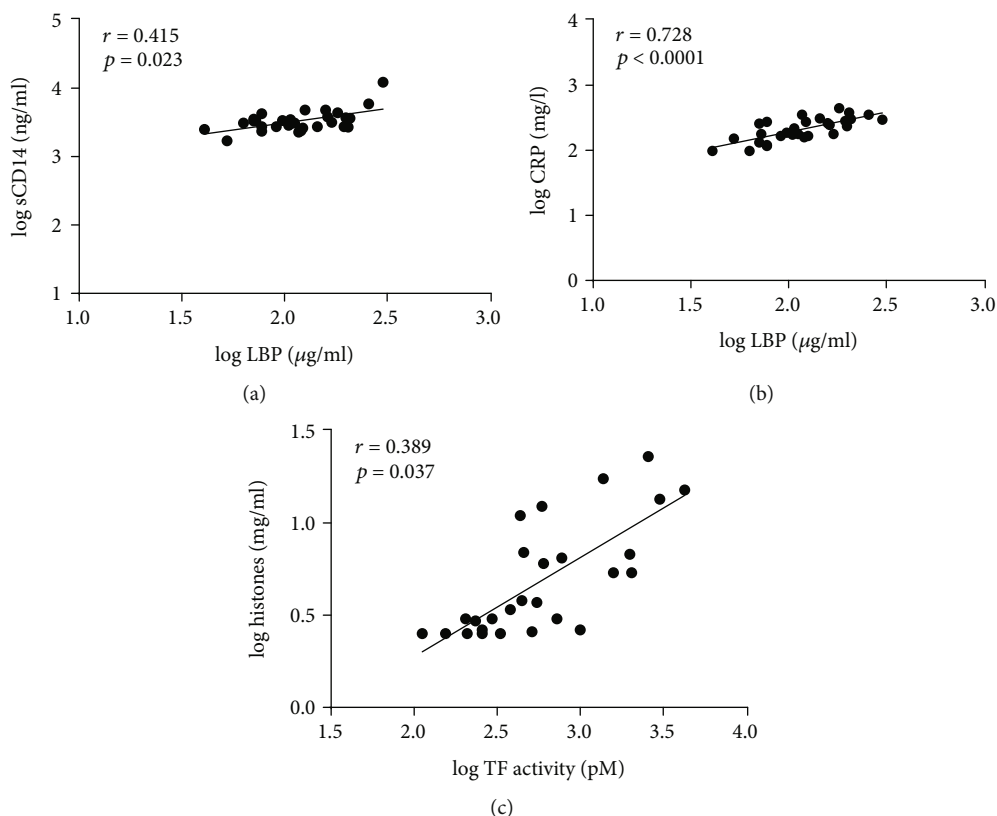 r = 0.415
p = 0.023
5
4
3
2
1
log sCD14 (ng/ml)
1.0 1.5 2.0 2.5 3.0
log LBP (μg/ml)
(a)
r = 0.728
p < 0.0001
4
3
2
1
0
log CRP (mg/l)
1.0 1.5 2.0 2.5 3.0
log LBP (μg/ml)
(b)
r = 0.389
p = 0.037
1.5
1.0
0.5
0.0
log histones (mg/ml)
1.5 2.0 2.5 3.0 3.5 4.0
log TF activity (pM)
(c)